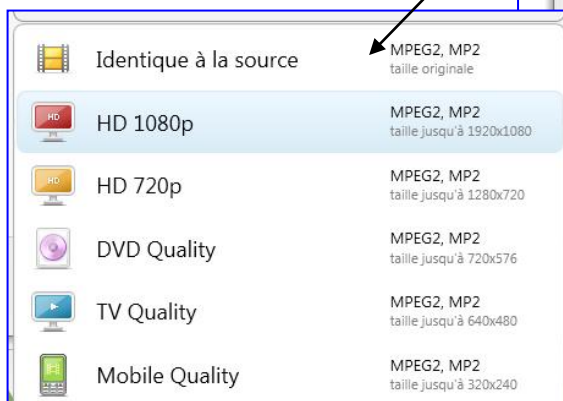 Identique à la source
MPEG2, MP2
taille originale
HD
HD 1080p
MPEG2, MP2
taille jusqu'à 1920x1080
HD
HD 720p
MPEG2, MP2
taille jusqu'à 1280x720
DVD Quality
MPEG2, MP2
taille jusqu'à 720x576
TV Quality
MPEG2, MP2
taille jusqu'à 640x480
Mobile Quality
MPEG2, MP2
taille jusqu'à 320x240